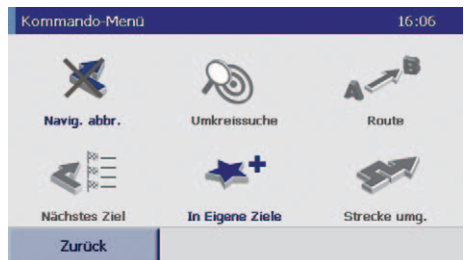 Kommando-Menü 16:06
A B
Navig. abbr. Umkreissuche Route
Nächstes Ziel In Eigene Ziele Strecke umg.
Zurück